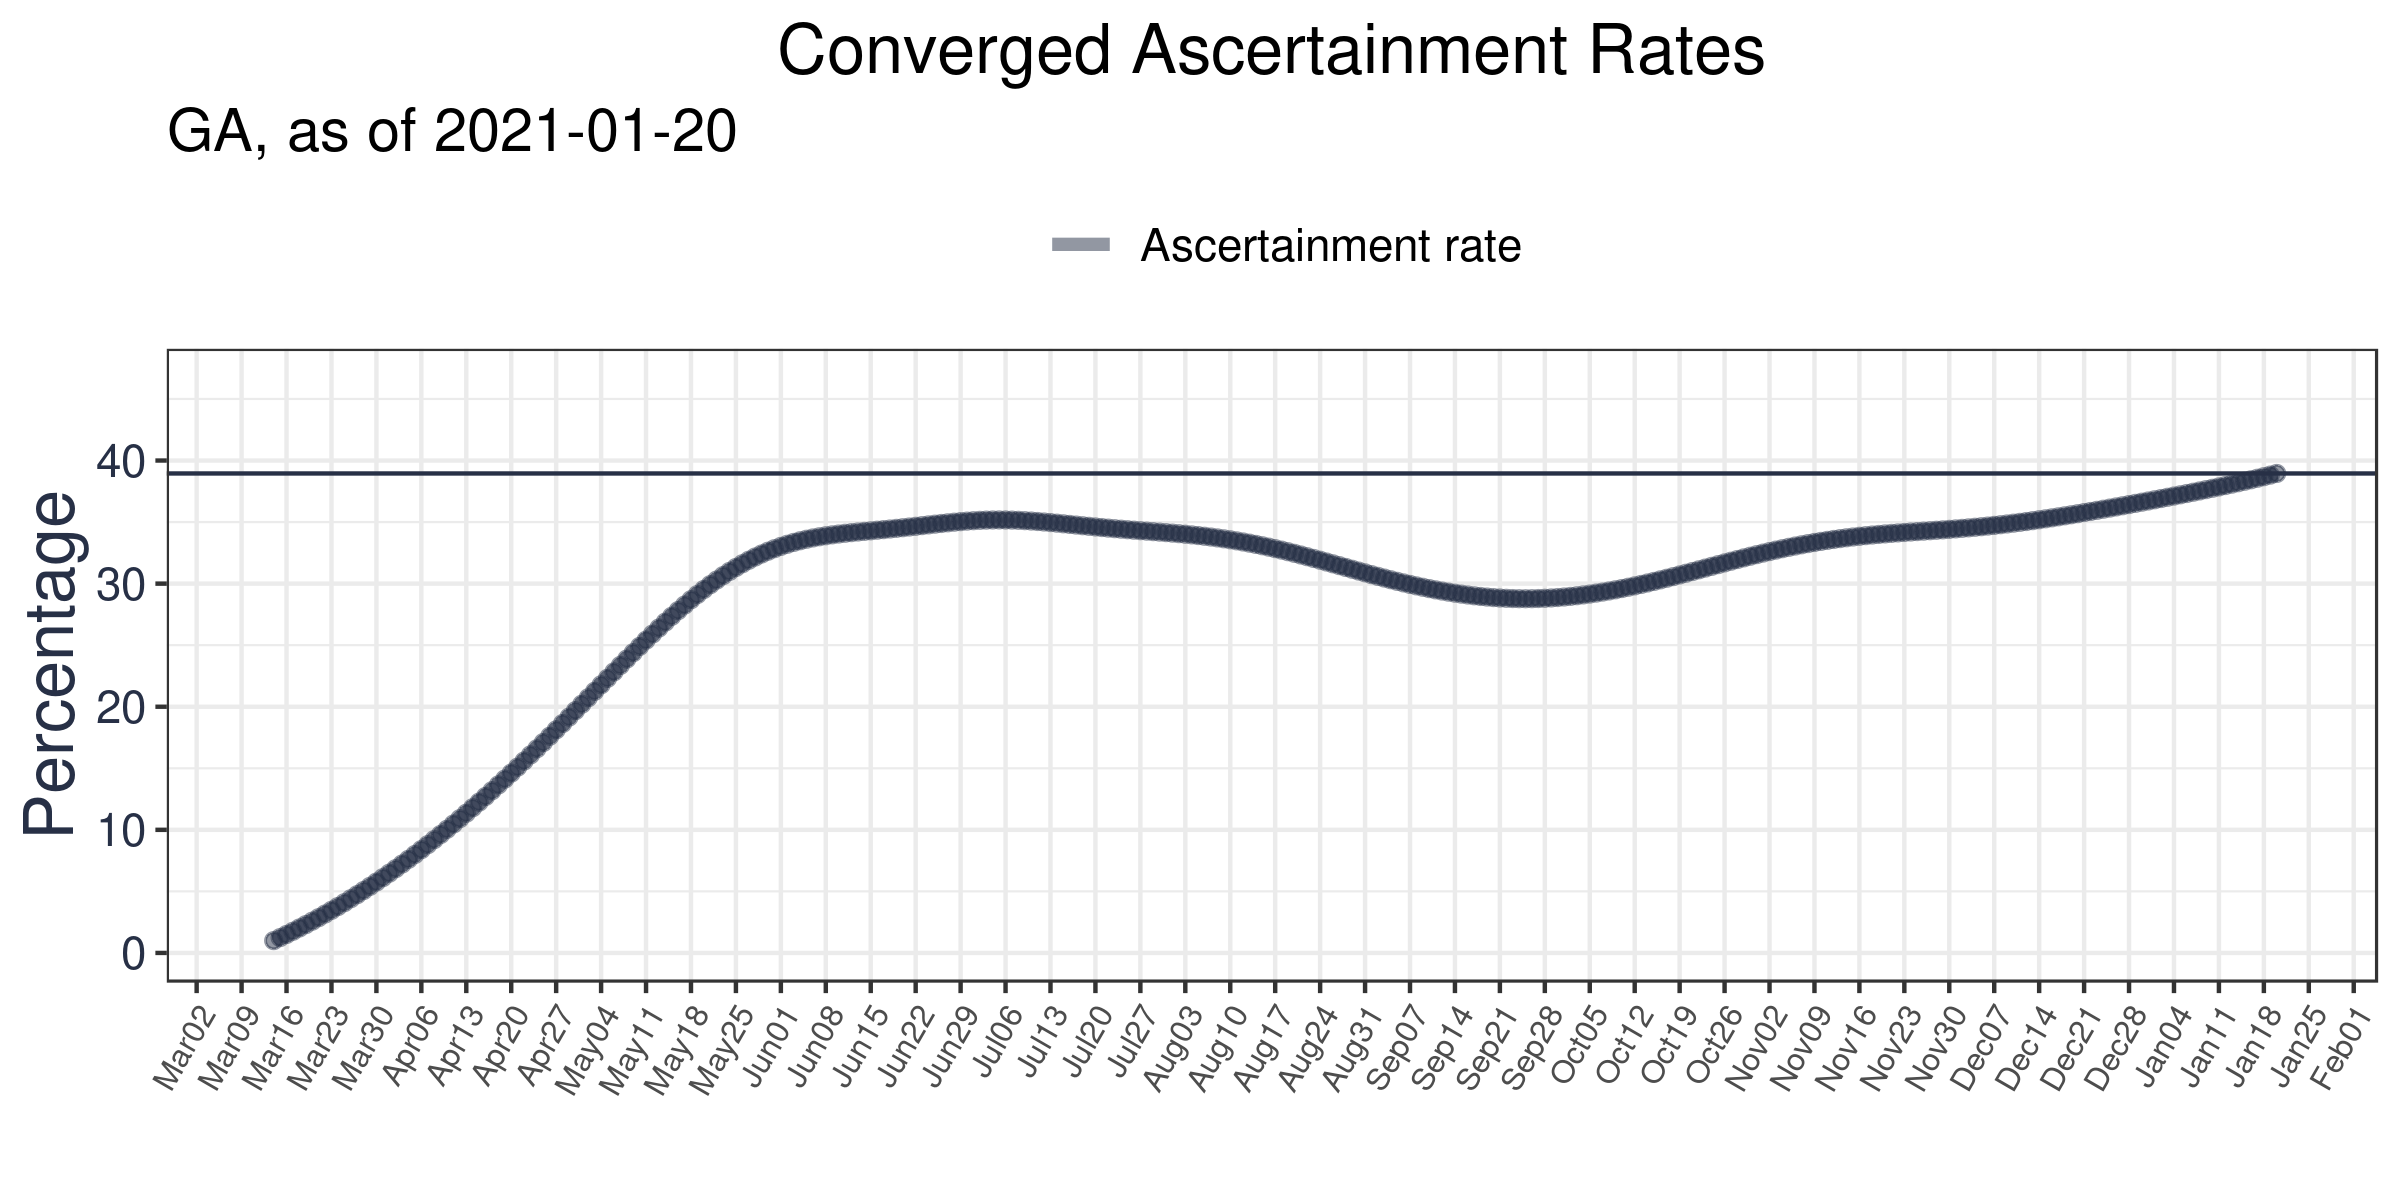 Converged Ascertainment Rates
GA, as of 2021-01-20
Ascertainment rate
Percentage
40
30
20
10
0
Mar02 Mar09 Mar16 Mar23 Mar30 Apr06 Apr13 Apr20 Apr27 May04 May11 May18 May25 Jun01 Jun08 Jun15 Jun22 Jun29 Jul06 Jul13 Jul20 Jul27 Aug03 Aug10 Aug17 Aug24 Aug31 Sep07 Sep14 Sep21 Sep28 Oct05 Oct12 Oct19 Oct26 Nov02 Nov09 Nov16 Nov23 Nov30 Dec07 Dec14 Dec21 Dec28 Jan04 Jan11 Jan18 Jan25 Feb01